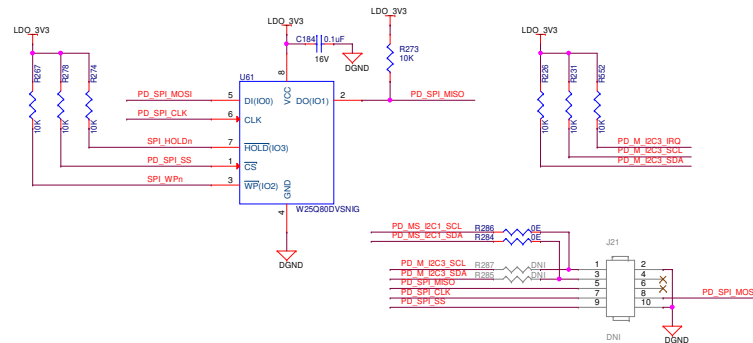 LDO_3V3
R267
10K
R278
10K
R274
10K
LDO_3V3
C184
0.1uF
16V
DGND
LDO_3V3
R273
10K
U61
PD_SPI_MOSI
5
DI(IO0)
PD_SPI_CLK
6
CLK
SPI_HOLDn
7
HOLD(IO3)
PD_SPI_SS
1
CS
SPI_WPn
3
WP(IO2)
8
VCC
DO(IO1)
2
PD_SPI_MISO
GND
4
W25Q80DVSNIG
DGND
LDO_3V3
R226
10K
R231
10K
R552
10K
PD_M_I2C3_IRQ
PD_M_I2C3_SCL
PD_M_I2C3_SDA
PD_MS_I2C1_SCL
R286
0E
PD_MS_I2C1_SDA
R284
0E
J21
PD_M_I2C3_SCL
R287
DNI
1
2
PD_M_I2C3_SDA
R285
DNI
3
4
PD_SPI_MISO
5
6
PD_SPI_CLK
7
8
PD_SPI_MOS
PD_SPI_SS
9
10
DNI
DGND